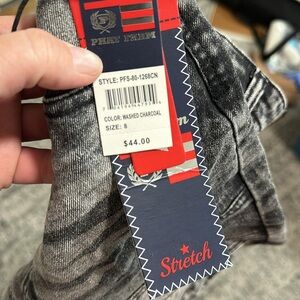 PHAT FARM
STYLE: PFS-80-1268CN
COLOR: WASHED CHARCOAL
SIZE: 8
$44.00
Stretch